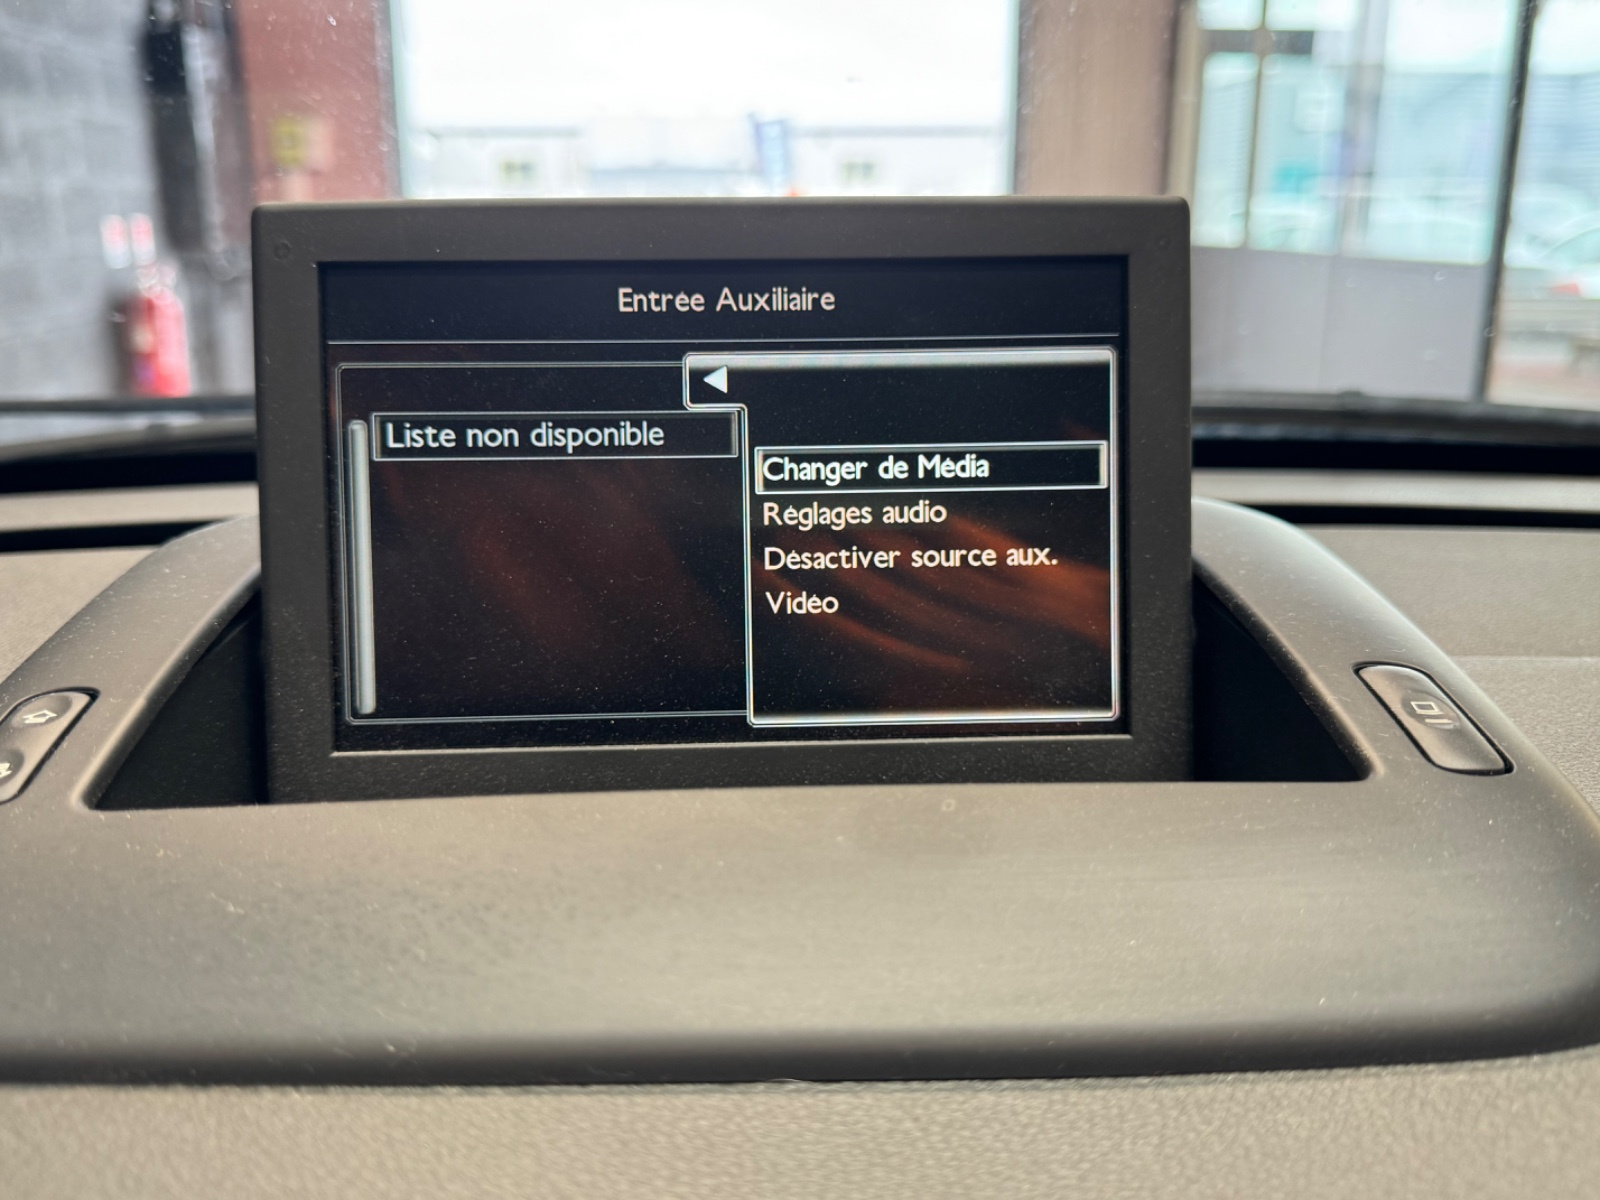 Entrée Auxiliaire
Liste non disponible
Changer de Média
Réglages audio
Désactiver source aux.
Vidéo